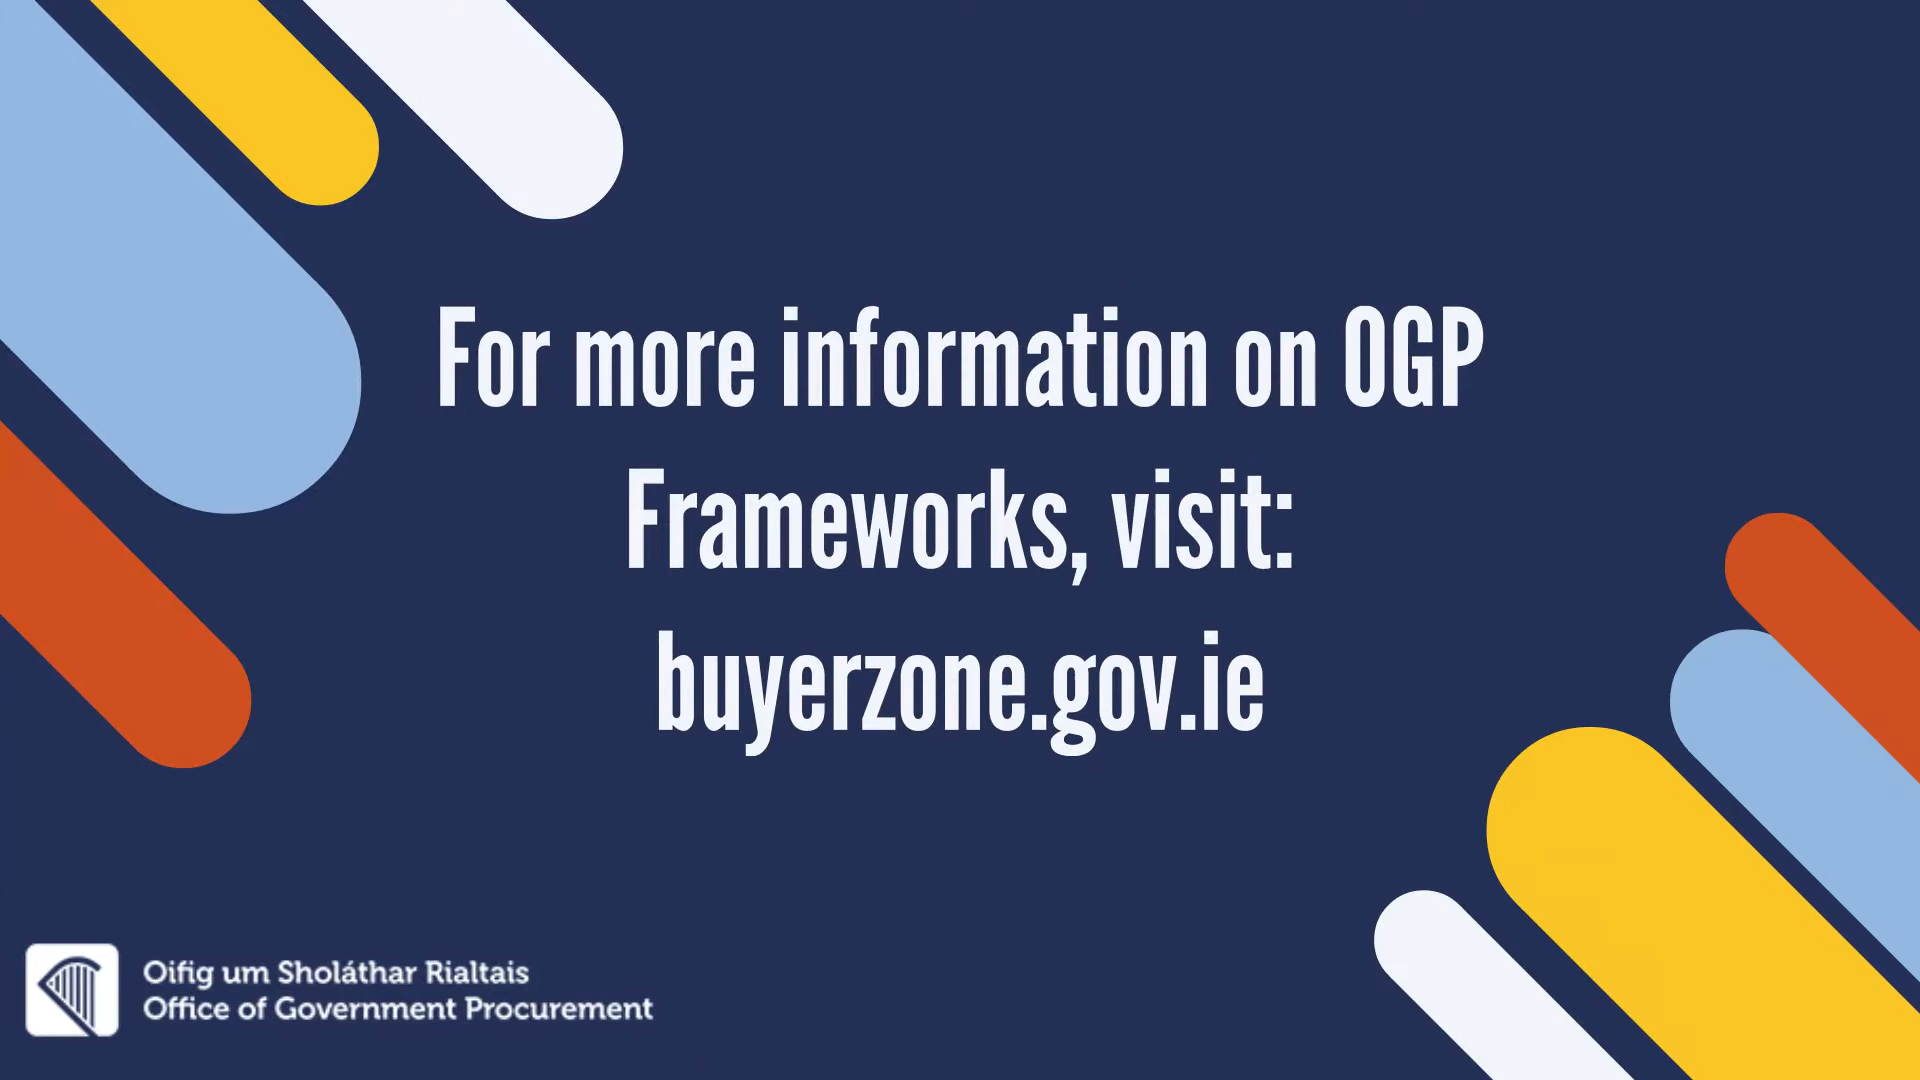 For more information on OGP
Frameworks, visit:
buyerzone.gov.ie
Oifig um Sholáthar Rialtais
Office of Government Procurement